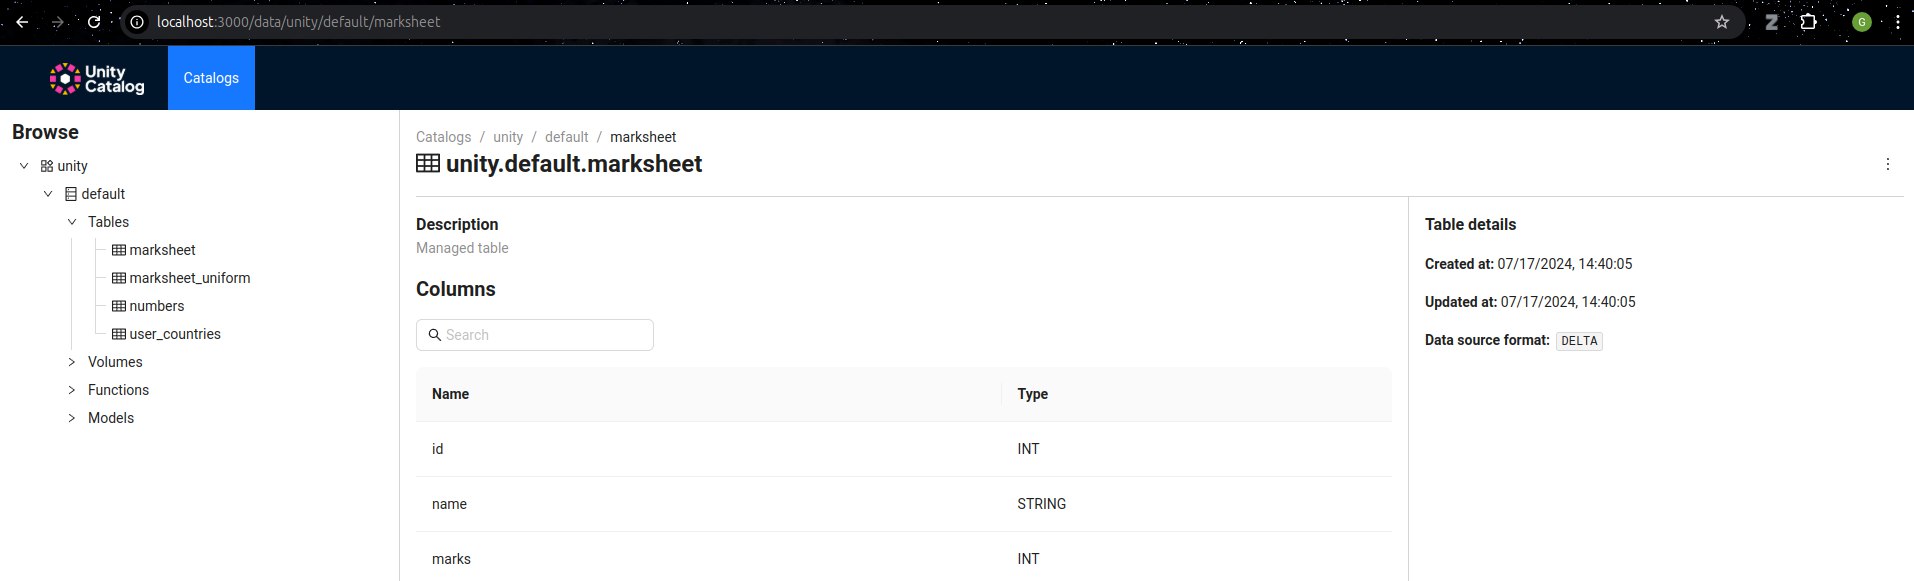 localhost:3000/data/unity/default/marksheet
G
Unity
Catalog
Catalogs
Browse
unity
default
Tables
marksheet
marksheet_uniform
numbers
user_countries
Volumes
Functions
Models
Catalogs / unity / default / marksheet
unity.default.marksheet
Description
Managed table
Columns
Search
Name Type
id INT
name STRING
marks INT
Table details
Created at: 07/17/2024, 14:40:05
Updated at: 07/17/2024, 14:40:05
Data source format: DELTA